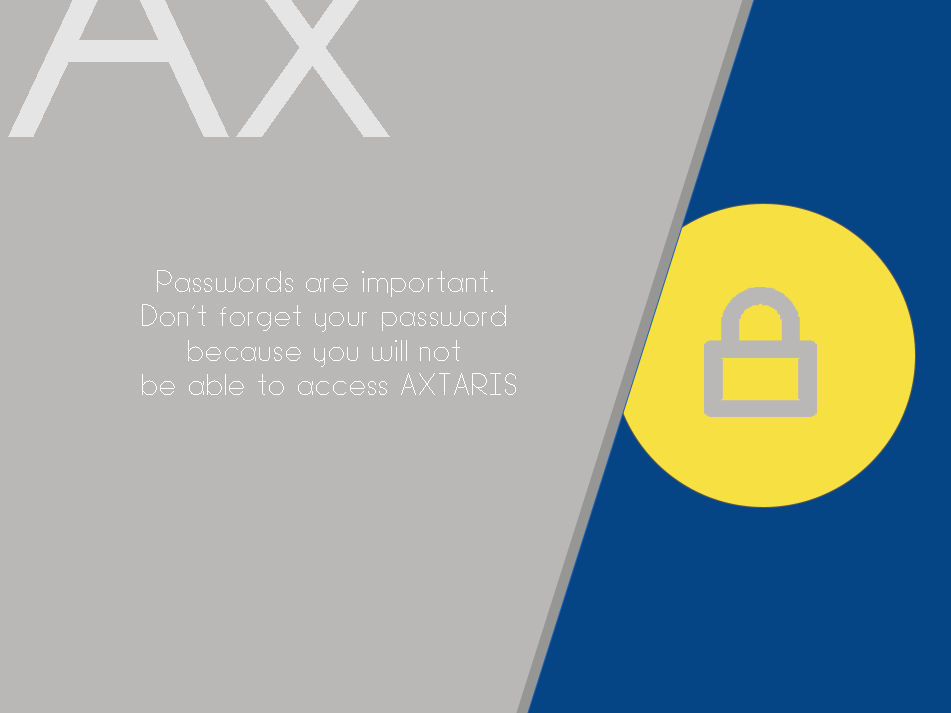 Ax
Passwords are important.
Don't forget your password
because you will not
be able to access AXTARIS